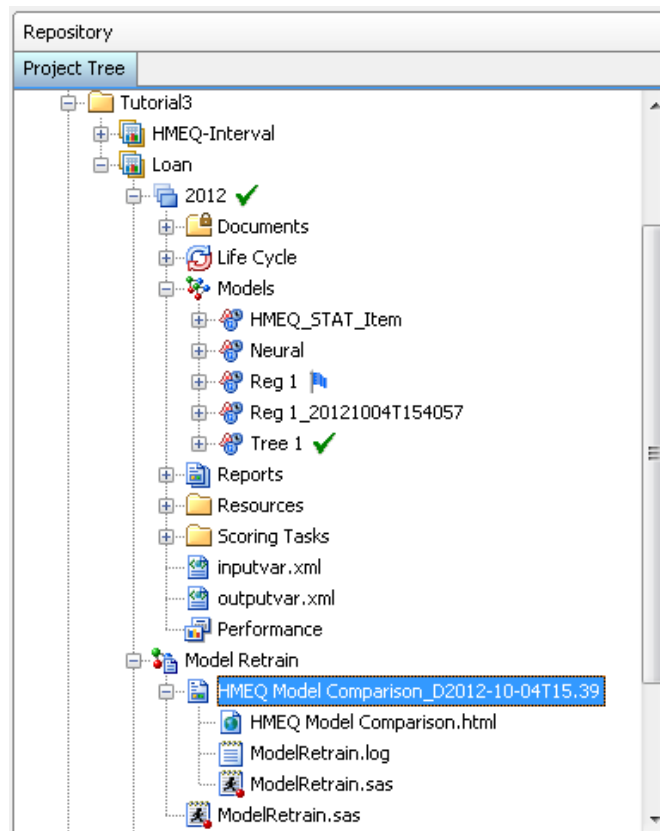 Repository
Project Tree
Tutorial3
HMEQ-Interval
Loan
2012
Documents
Life Cycle
Models
HMEQ_STAT_Item
Neural
Reg 1
Reg 1_20121004T154057
Tree 1
Reports
Resources
Scoring Tasks
inputvar.xml
outputvar.xml
Performance
Model Retrain
HMEQ Model Comparison_D2012-10-04T15.39
HMEQ Model Comparison.html
ModelRetrain.log
ModelRetrain.sas
ModelRetrain.sas